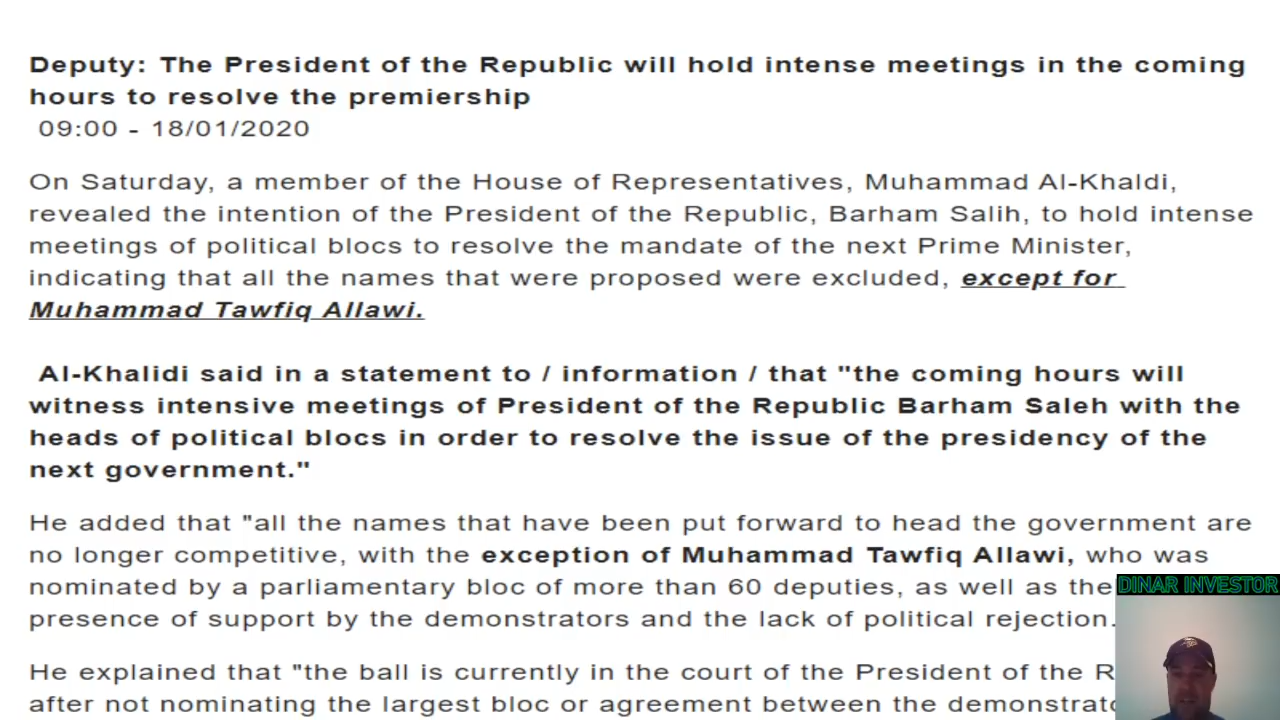 Deputy: The President of the Republic will hold intense meetings in the coming
hours to resolve the premiership
09:00 - 18/01/2020
On Saturday, a member of the House of Representatives, Muhammad Al-Khaldi,
revealed the intention of the President of the Republic, Barham Salih, to hold intense
meetings of political blocs to resolve the mandate of the next Prime Minister,
indicating that all the names that were proposed were excluded, except for
Muhammad Tawfiq Allawi.
Al-Khalidi said in a statement to / information / that "the coming hours will
witness intensive meetings of President of the Republic Barham Saleh with the
heads of political blocs in order to resolve the issue of the presidency of the
next government."
He added that "all the names that have been put forward to head the government are
no longer competitive, with the exception of Muhammad Tawfiq Allawi, who was
nominated by a parliamentary bloc of more than 60 deputies, as well as the
presence of support by the demonstrators and the lack of political rejection.
He explained that "the ball is currently in the court of the President of the
after not nominating the largest bloc or agreement between the
DINAR INVESTOR